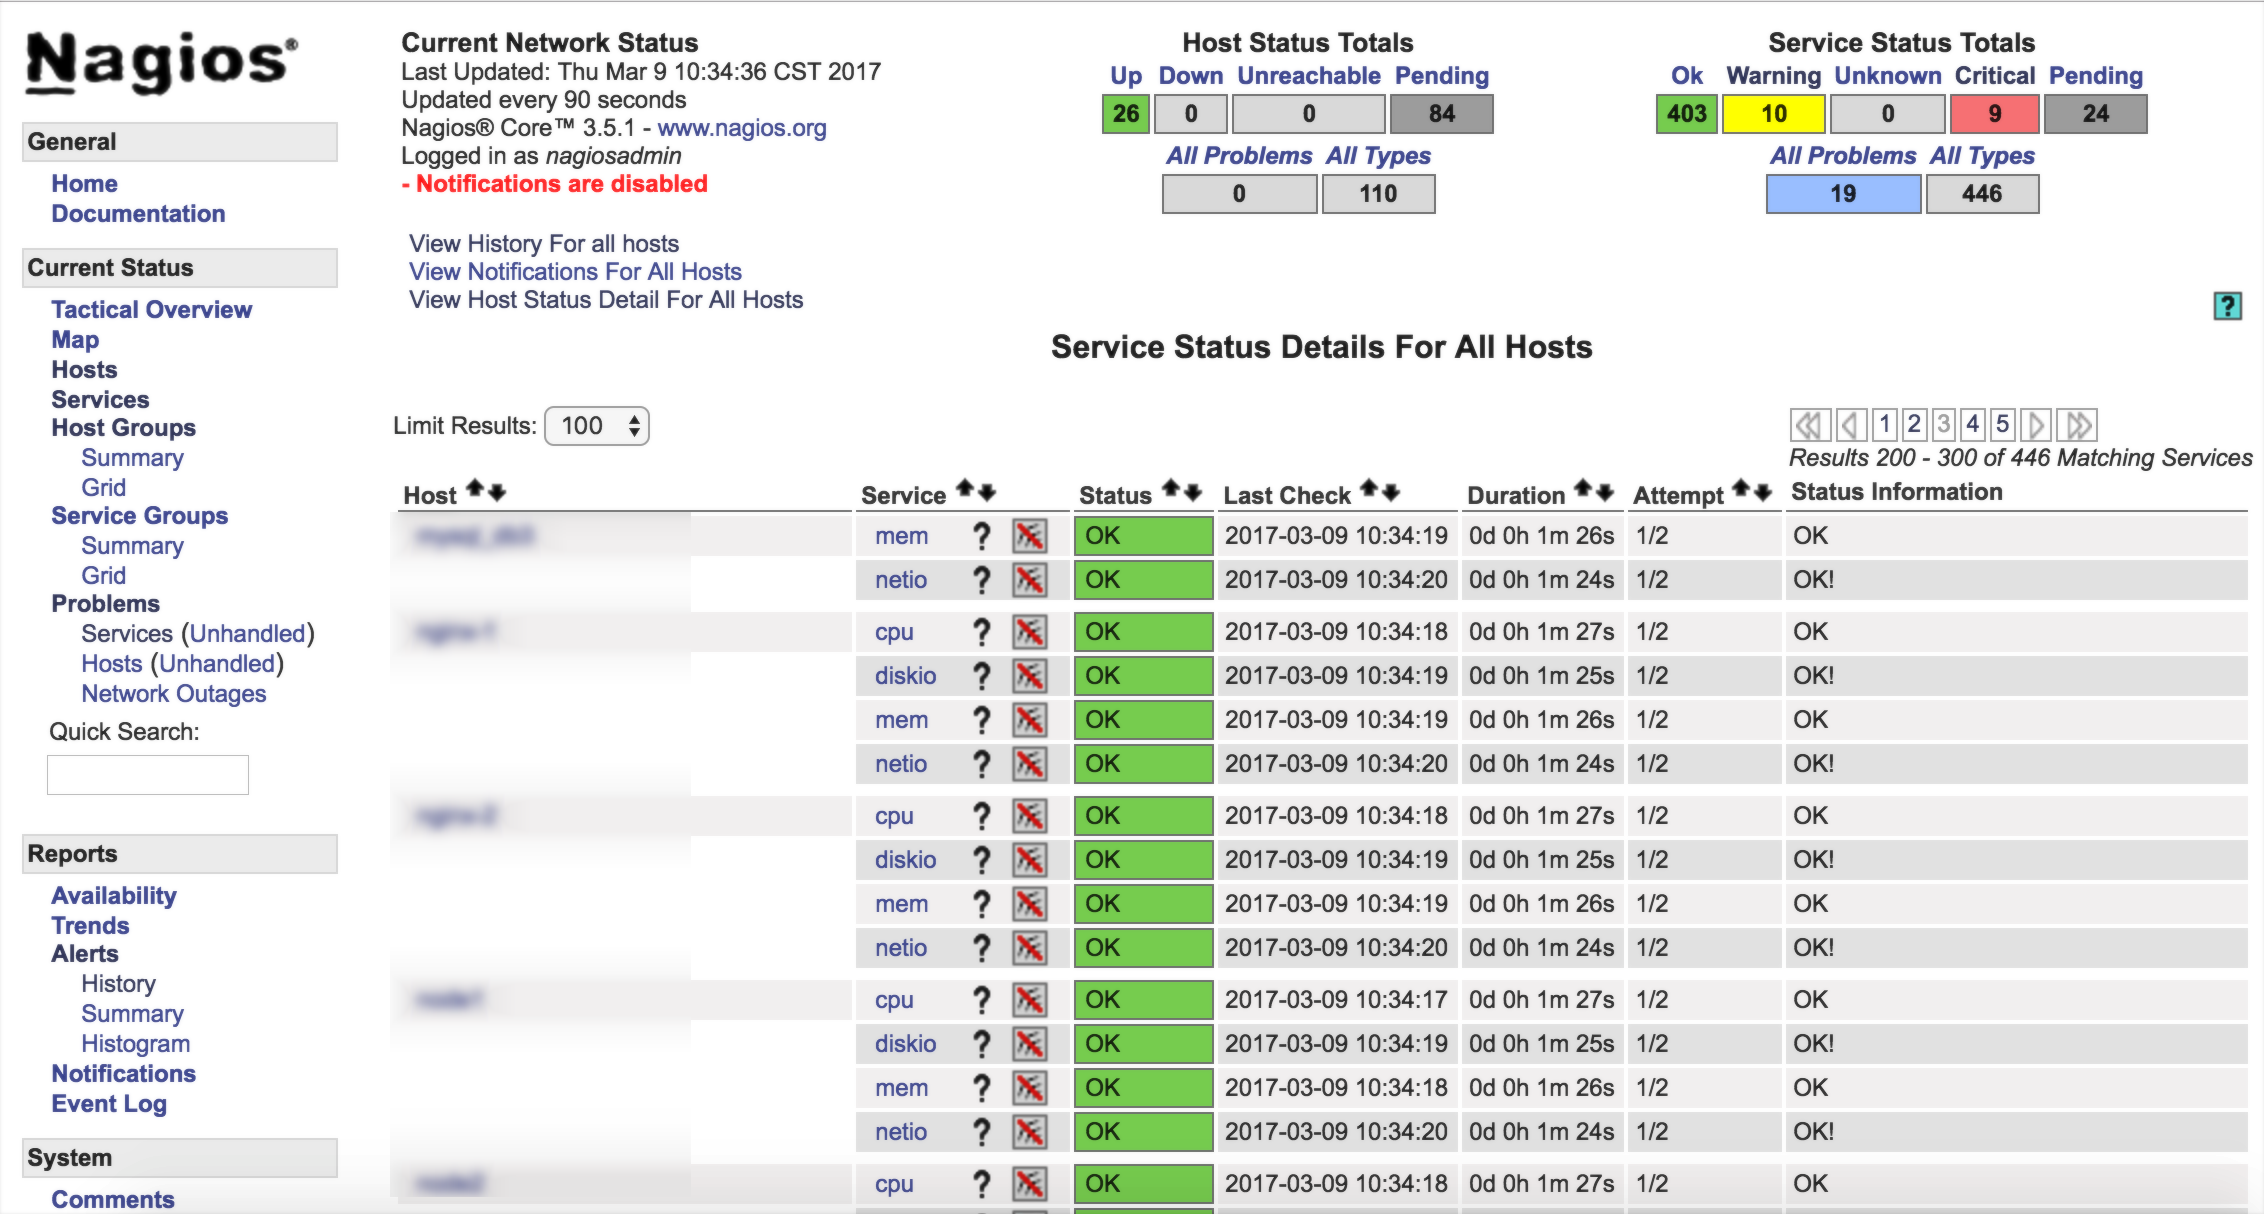 Nagios®
General
Home
Documentation
Current Status
Tactical Overview
Map
Hosts
Services
Host Groups
Summary
Grid
Service Groups
Summary
Grid
Problems
Services (Unhandled)
Hosts (Unhandled)
Network Outages
Quick Search:
Reports
Availability
Trends
Alerts
History
Summary
Histogram
Notifications
Event Log
System
Comments
Current Network Status
Last Updated: Thu Mar 9 10:34:36 CST 2017
Updated every 90 seconds
Nagios® Core™ 3.5.1 - www.nagios.org
Logged in as nagiosadmin
- Notifications are disabled
View History For all hosts
View Notifications For All Hosts
View Host Status Detail For All Hosts
Host Status Totals
Up Down Unreachable Pending
26 0 0 84
All Problems All Types
0 110
Service Status Totals
Ok Warning Unknown Critical Pending
403 10 0 9 24
All Problems All Types
19 446
?
Service Status Details For All Hosts
Limit Results: 100
1 2 3 4 5
Results 200 - 300 of 446 Matching Services
Host Service Status Last Check Duration Attempt Status Information
mem ? OK 2017-03-09 10:34:19 0d 0h 1m 26s 1/2 OK
netio ? OK 2017-03-09 10:34:20 0d 0h 1m 24s 1/2 OK!
cpu ? OK 2017-03-09 10:34:18 0d 0h 1m 27s 1/2 OK
diskio ? OK 2017-03-09 10:34:19 0d 0h 1m 25s 1/2 OK!
mem ? OK 2017-03-09 10:34:19 0d 0h 1m 26s 1/2 OK
netio ? OK 2017-03-09 10:34:20 0d 0h 1m 24s 1/2 OK!
cpu ? OK 2017-03-09 10:34:18 0d 0h 1m 27s 1/2 OK
diskio ? OK 2017-03-09 10:34:19 0d 0h 1m 25s 1/2 OK!
mem ? OK 2017-03-09 10:34:19 0d 0h 1m 26s 1/2 OK
netio ? OK 2017-03-09 10:34:20 0d 0h 1m 24s 1/2 OK!
cpu ? OK 2017-03-09 10:34:17 0d 0h 1m 27s 1/2 OK
diskio ? OK 2017-03-09 10:34:19 0d 0h 1m 25s 1/2 OK!
mem ? OK 2017-03-09 10:34:18 0d 0h 1m 26s 1/2 OK
netio ? OK 2017-03-09 10:34:20 0d 0h 1m 24s 1/2 OK!
cpu ? OK 2017-03-09 10:34:18 0d 0h 1m 27s 1/2 OK